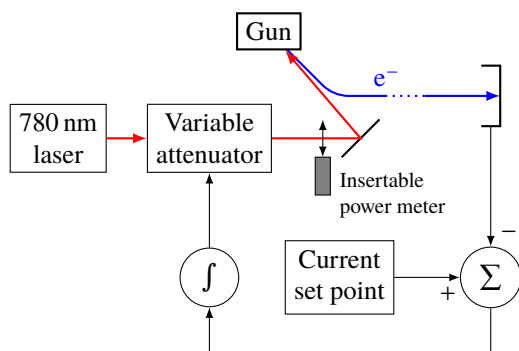 Gun
e⁻
780 nm
laser
Variable
attenuator
Insertable
power meter
−
∫
Current
set point
+
Σ